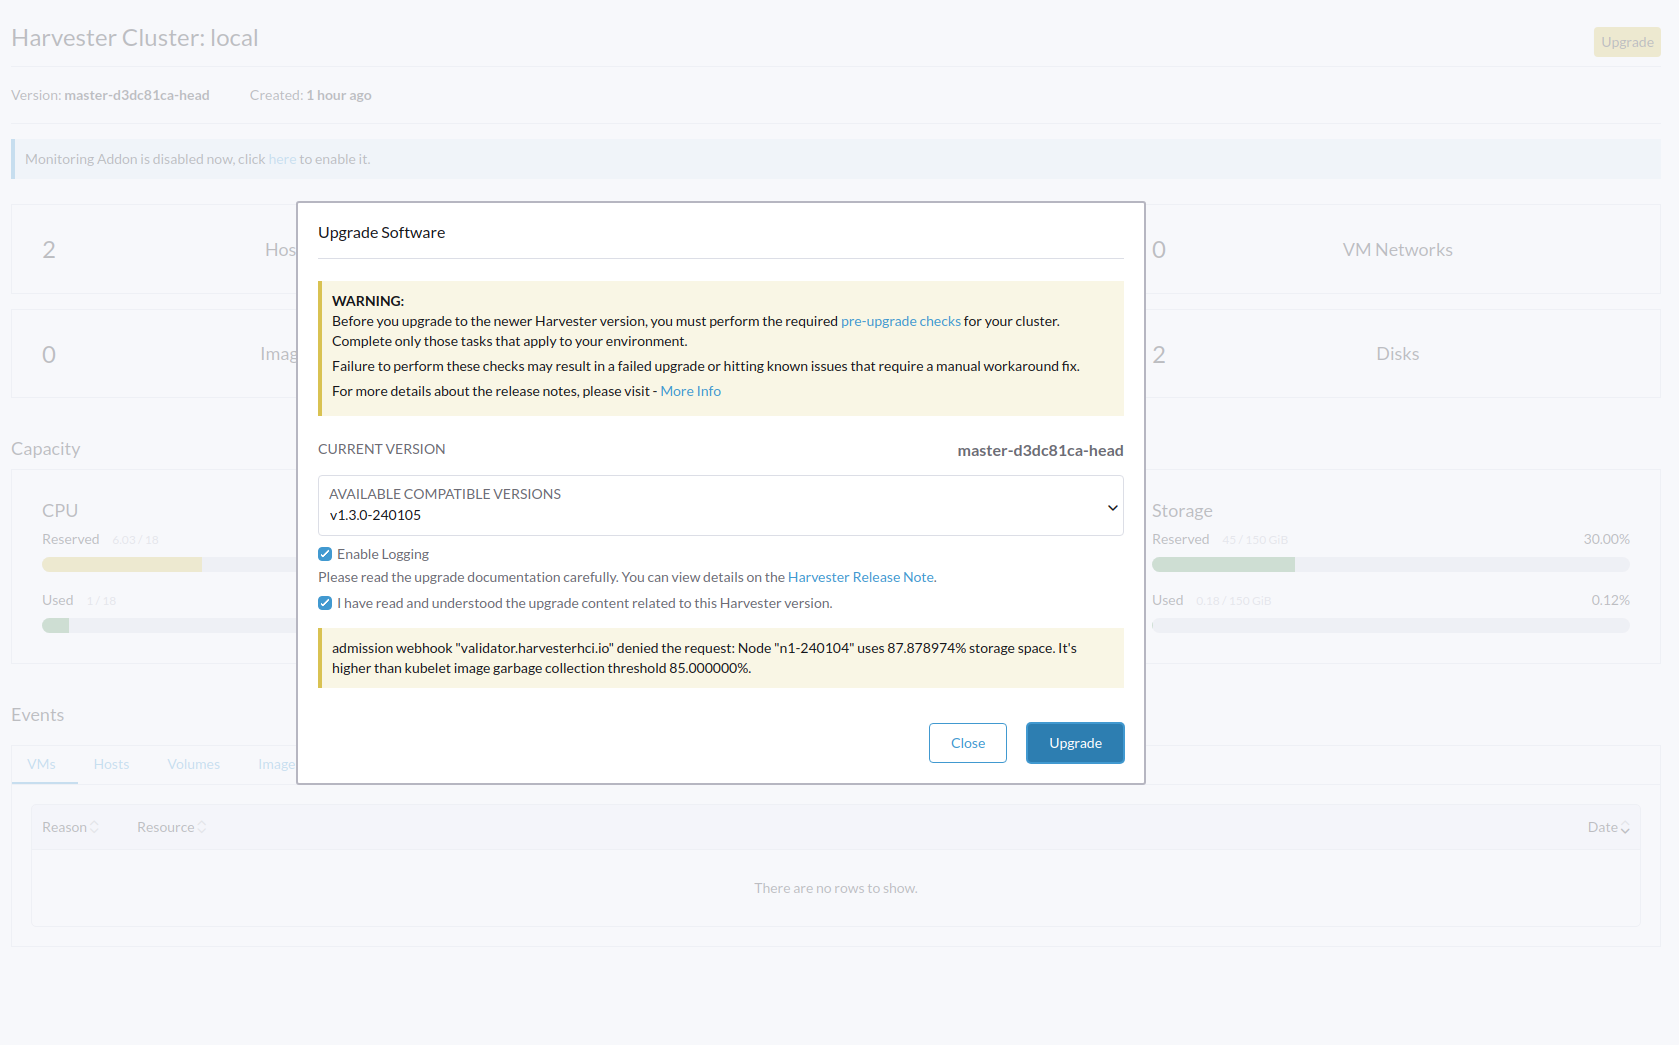 Harvester Cluster: local
Upgrade
Version: master-d3dc81ca-head
Created: 1 hour ago
Monitoring Addon is disabled now, click here to enable it.
2
Hos
0
VM Networks
0
Imag
2
Disks
Upgrade Software
WARNING:
Before you upgrade to the newer Harvester version, you must perform the required pre-upgrade checks for your cluster.
Complete only those tasks that apply to your environment.
Failure to perform these checks may result in a failed upgrade or hitting known issues that require a manual workaround fix.
For more details about the release notes, please visit - More Info
CURRENT VERSION
master-d3dc81ca-head
AVAILABLE COMPATIBLE VERSIONS
v1.3.0-240105
Enable Logging
Please read the upgrade documentation carefully. You can view details on the Harvester Release Note.
I have read and understood the upgrade content related to this Harvester version.
admission webhook "validator.harvesterhci.io" denied the request: Node "n1-240104" uses 87.878974% storage space. It's
higher than kubelet image garbage collection threshold 85.000000%.
Close
Upgrade
Capacity
CPU
Reserved 6.03 / 18
Used 1 / 18
Storage
Reserved 45 / 150 GiB
30.00%
Used 0.18 / 150 GiB
0.12%
Events
VMs
Hosts
Volumes
Image
Reason
Resource
Date
There are no rows to show.